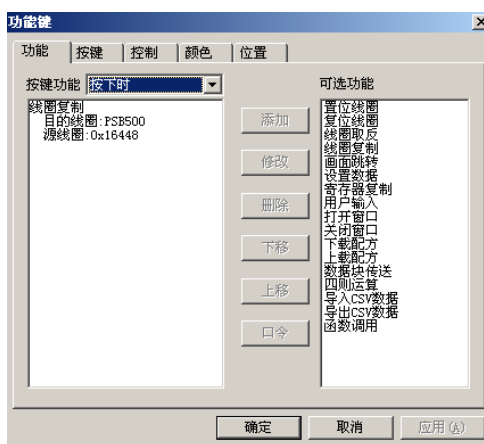 功能键
功能
按键
控制
颜色
位置
按键功能
按下时
可选功能
线圈复制
目的线圈:PSB500
源线圈:0x16448
添加
修改
删除
下移
上移
口令
置位线圈
复位线圈
线圈取反
线圈复制
画面跳转
设置数据
寄存器复制
用户输入
打开窗口
关闭窗口
下载配方
上载配方
数据块传送
四则运算
导入CSV数据
导出CSV数据
函数调用
确定
取消
应用(A)